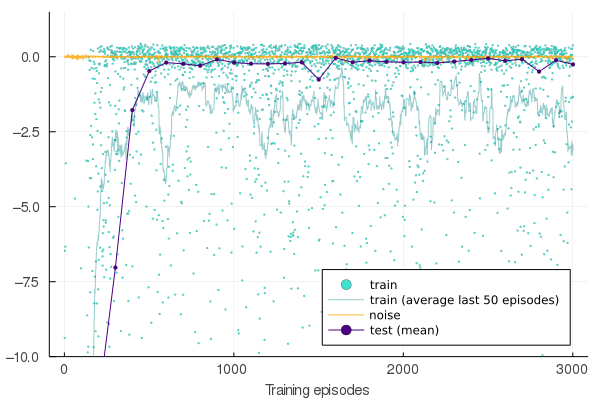 0.0
−2.5
−5.0
−7.5
−10.0
train
train (average last 50 episodes)
noise
test (mean)
0 1000 2000 3000
Training episodes